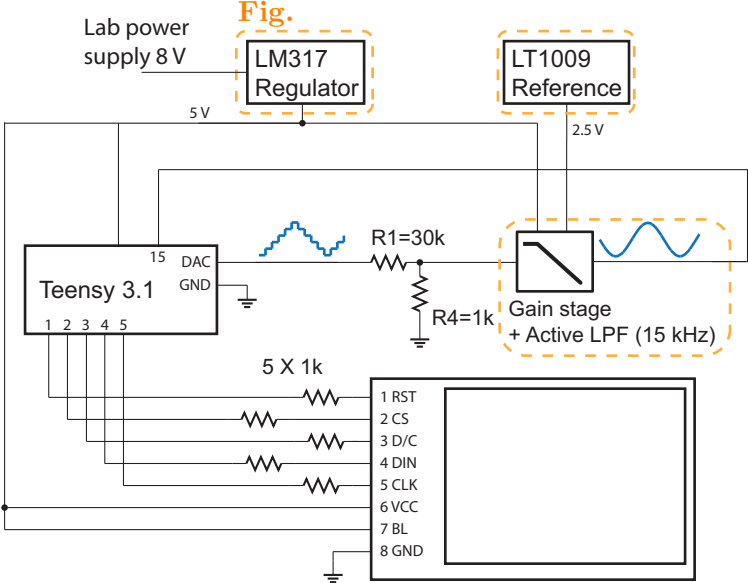 Fig.
Lab power
supply 8 V
LM317
Regulator
LT1009
Reference
5 V
2.5 V
15
DAC
GND
Teensy 3.1
1 2 3 4 5
R1=30k
R4=1k
Gain stage
+ Active LPF (15 kHz)
5 X 1k
1 RST
2 CS
3 D/C
4 DIN
5 CLK
6 VCC
7 BL
8 GND